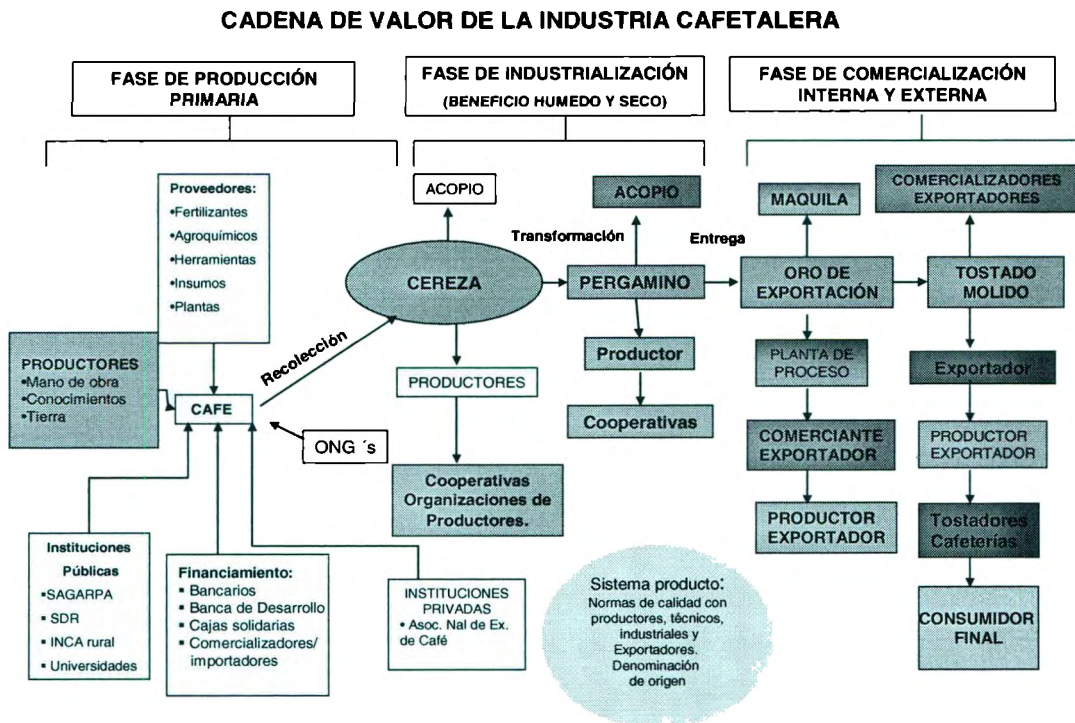 CADENA DE VALOR DE LA INDUSTRIA CAFETALERA
FASE DE PRODUCCIÓN
PRIMARIA
FASE DE INDUSTRIALIZACIÓN
(BENEFICIO HUMEDO Y SECO)
FASE DE COMERCIALIZACIÓN
INTERNA Y EXTERNA
Proveedores:
•Fertilizantes
•Agroquímicos
•Herramientas
•Insumos
•Plantas
PRODUCTORES
•Mano de obra
•Conocimientos
•Tierra
CAFE
Recolección
ONG ´s
Instituciones
Públicas
▪SAGARPA
▪ SDR
▪ INCA rural
▪ Universidades
Financiamiento:
▪ Bancarios
▪ Banca de Desarrollo
▪ Cajas solidarias
▪ Comercializadores/
importadores
INSTITUCIONES
PRIVADAS
• Asoc. Nal de Ex.
de Café
ACOPIO
CEREZA
PRODUCTORES
Cooperativas
Organizaciones de
Productores.
Transformación
ACOPIO
PERGAMINO
Productor
Cooperativas
Entrega
MAQUILA
ORO DE
EXPORTACIÓN
PLANTA DE
PROCESO
COMERCIANTE
EXPORTADOR
PRODUCTOR
EXPORTADOR
COMERCIALIZADORES
EXPORTADORES
TOSTADO
MOLIDO
Exportador
PRODUCTOR
EXPORTADOR
Tostadores
Cafeterías
CONSUMIDOR
FINAL
Sistema producto:
Normas de calidad con
productores, técnicos,
industriales y
Exportadores.
Denominación
de origen